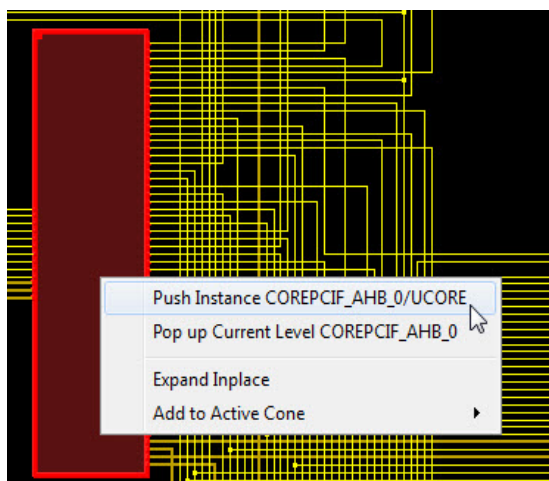 Push Instance COREPCIF_AHB_0/UCORE
Pop up Current Level COREPCIF_AHB_0
Expand Inplace
Add to Active Cone